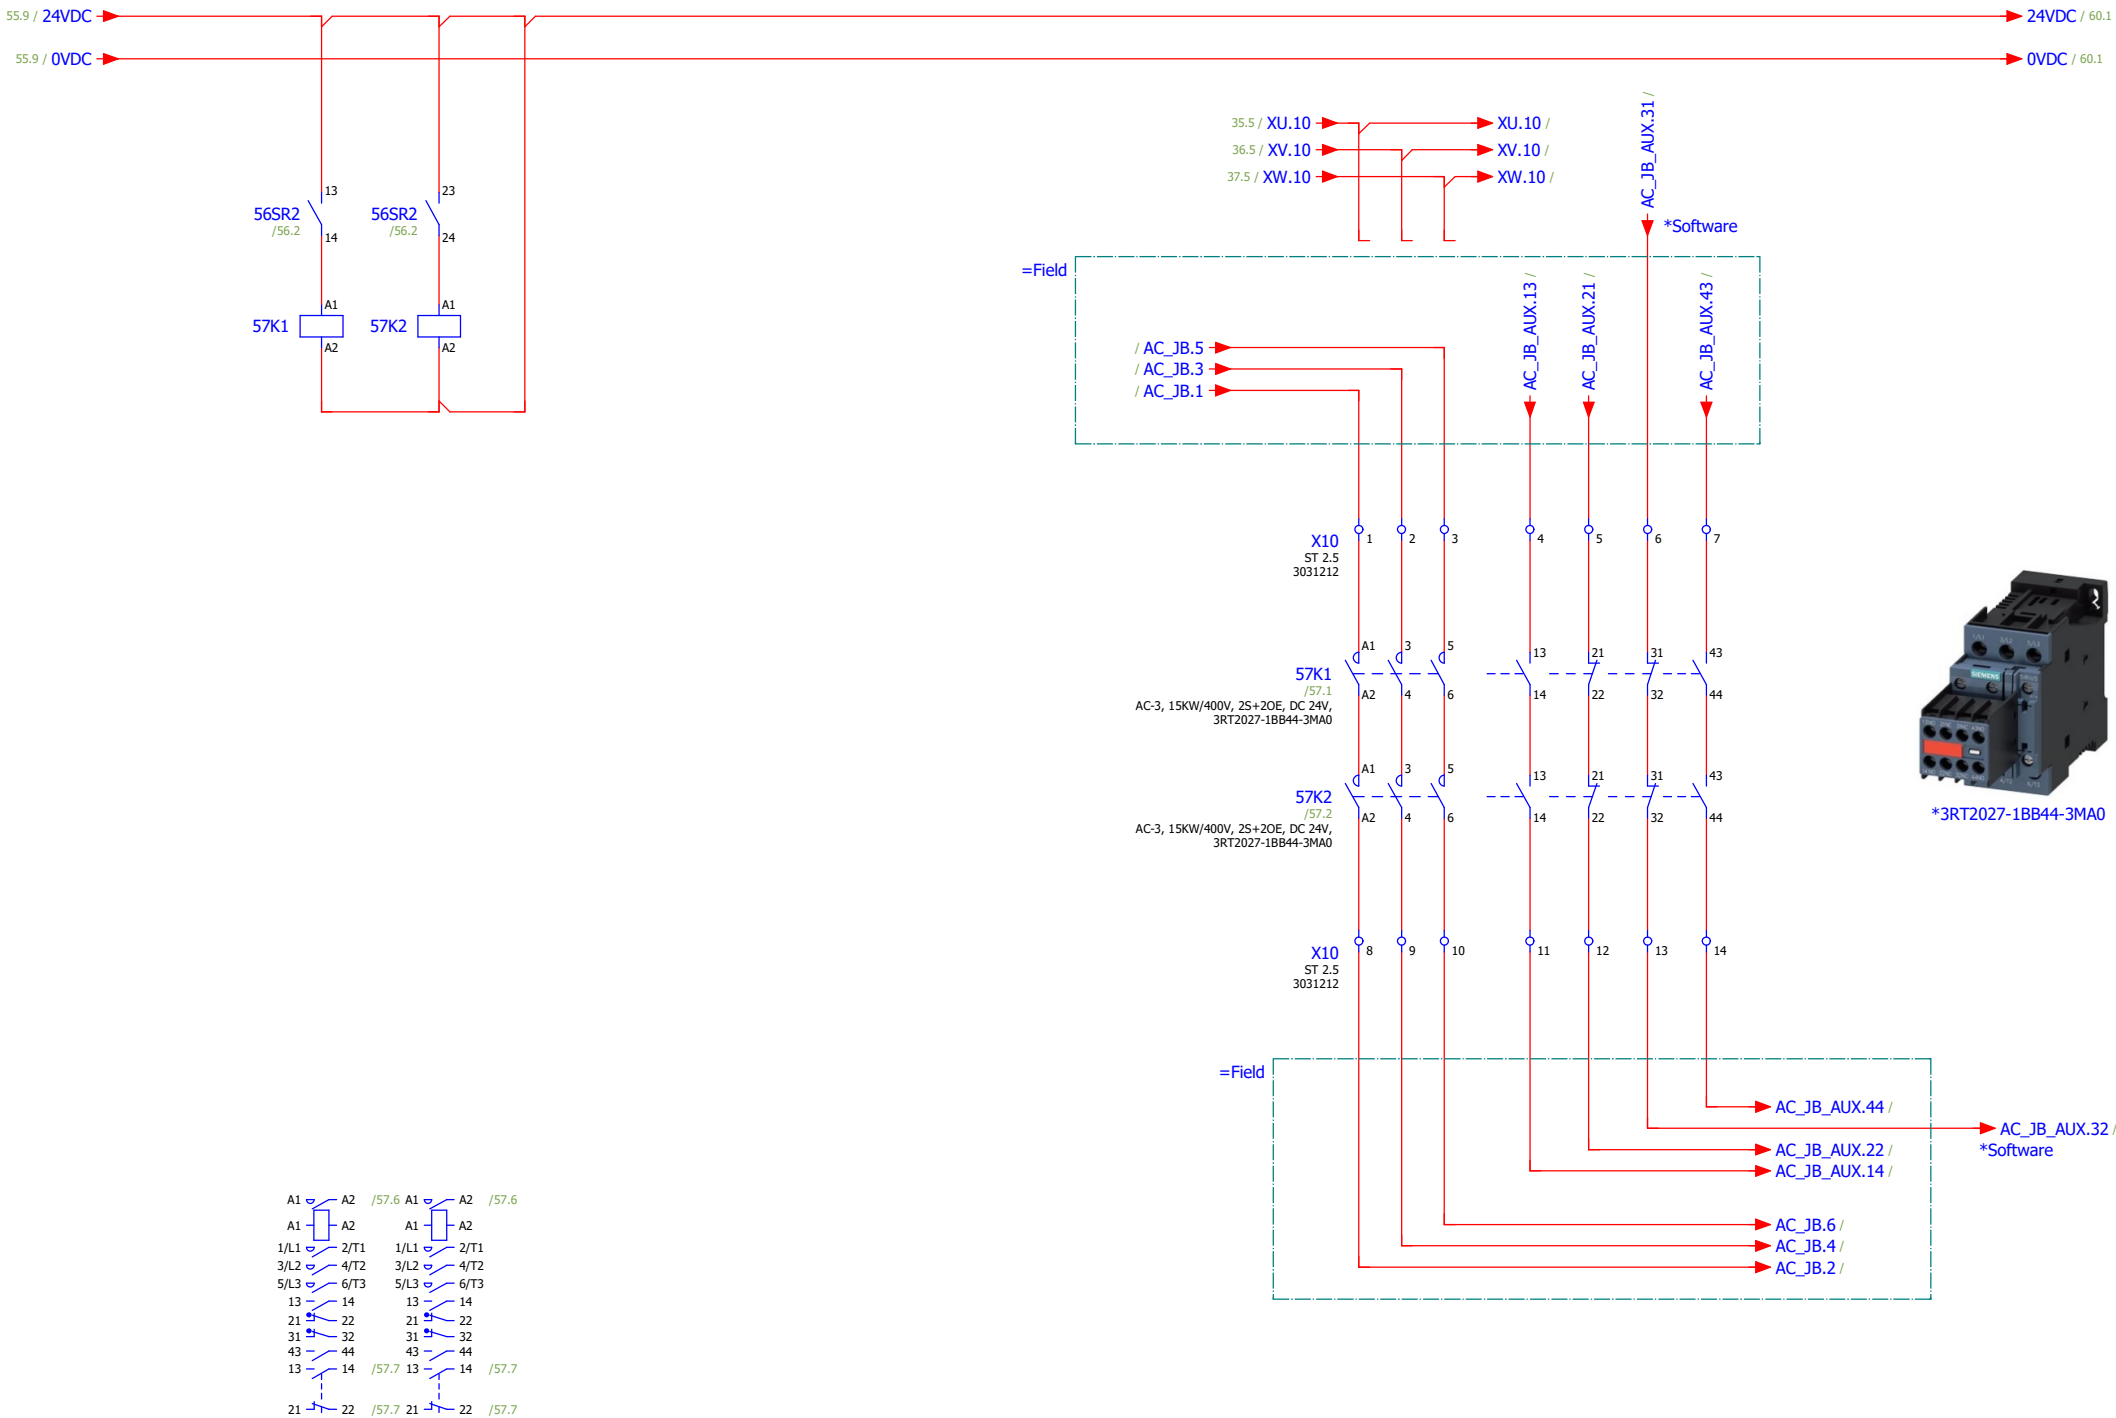 55.9 / 24VDC
24VDC / 60.1
55.9 / 0VDC
0VDC / 60.1
35.5 / XU.10
XU.10 /
36.5 / XV.10
XV.10 /
37.5 / XW.10
XW.10 /
AC_JB_AUX.31 /
*Software
13
56SR2
/56.2
14
23
56SR2
/56.2
24
=Field
AC_JB_AUX.13 /
AC_JB_AUX.21 /
AC_JB_AUX.43 /
A1
57K1
A2
A1
57K2
A2
/ AC_JB.5
/ AC_JB.3
/ AC_JB.1
X10
ST 2.5
3031212
1 2 3 4 5 6 7
A1 3 5 13 21 31 43
57K1
/57.1
A2 4 6 14 22 32 44
AC-3, 15KW/400V, 2S+2OE, DC 24V,
3RT2027-1BB44-3MA0
SIEMENS
*3RT2027-1BB44-3MA0
A1 3 5 13 21 31 43
57K2
/57.2
A2 4 6 14 22 32 44
AC-3, 15KW/400V, 2S+2OE, DC 24V,
3RT2027-1BB44-3MA0
X10
ST 2.5
3031212
8 9 10 11 12 13 14
=Field
AC_JB_AUX.44 /
AC_JB_AUX.32 /
*Software
AC_JB_AUX.22 /
AC_JB_AUX.14 /
AC_JB.6 /
AC_JB.4 /
AC_JB.2 /
A1 A2 /57.6 A1 A2 /57.6
A1 A2 A1 A2
1/L1 2/T1 1/L1 2/T1
3/L2 4/T2 3/L2 4/T2
5/L3 6/T3 5/L3 6/T3
13 14 13 14
21 22 21 22
31 32 31 32
43 44 43 44
13 14 /57.7 13 14 /57.7
21 22 /57.7 21 22 /57.7